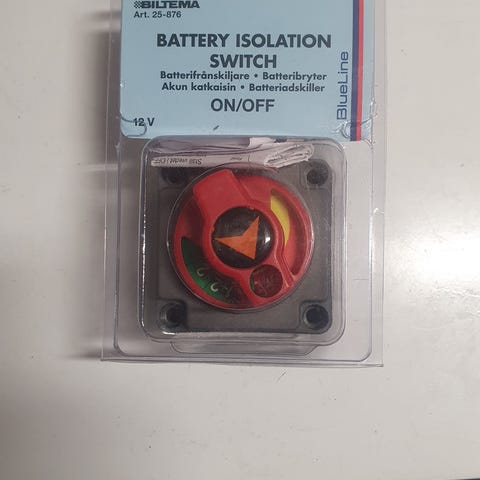 BILTEMA
Art. 25-876
BATTERY ISOLATION
SWITCH
Batterifrånskiljare • Batteribryter
Akun katkaisin • Batteriadskiller
ON/OFF
12 V
BlueLine